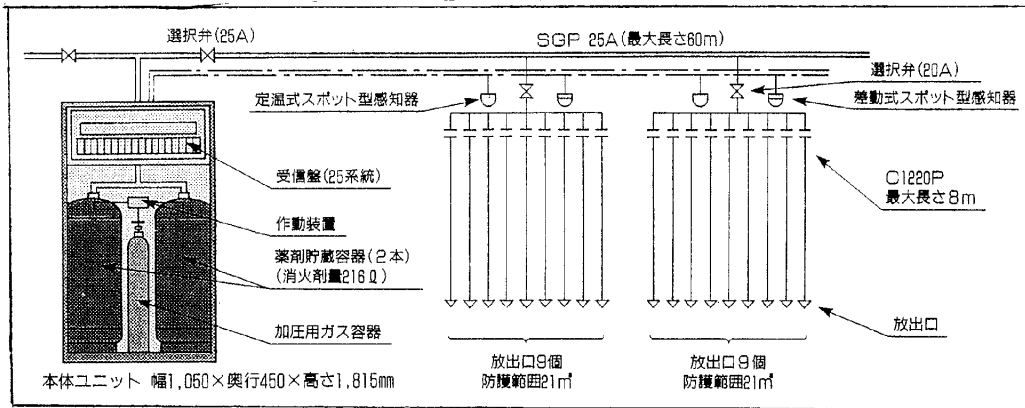 選択弁(25A)
SGP 25A(最大長さ60m)
選択弁(20A)
定温式スポット型感知器
差動式スポット型感知器
受信盤(25系統)
C1220P
最大長さ8m
作動装置
薬剤貯蔵容器(2本)
(消火剤量216ℓ)
放出口
加圧用ガス容器
放出口9個
防護範囲21㎡
放出口9個
防護範囲21㎡
本体ユニット 幅1,050×奥行450×高さ1,815mm